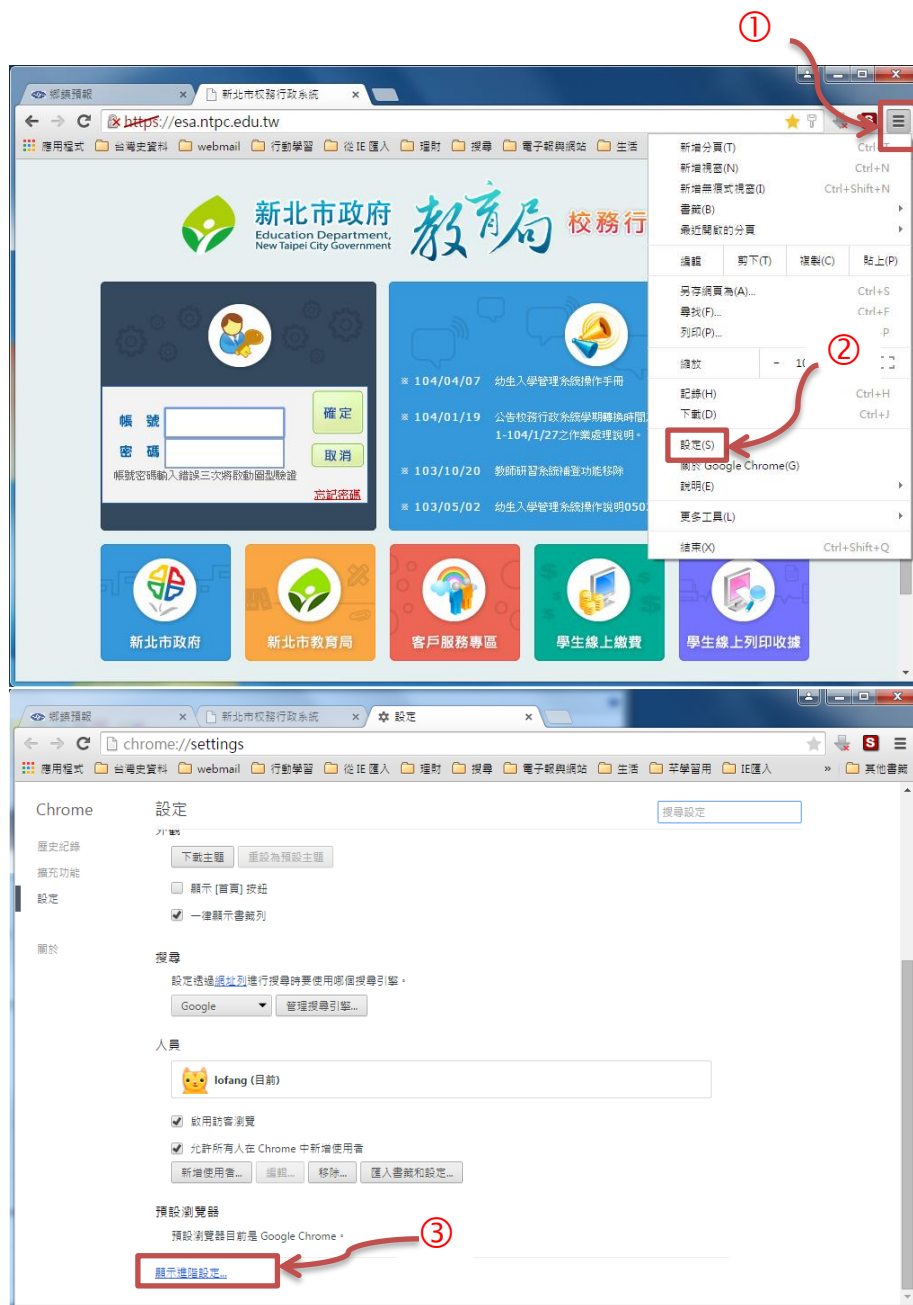 ①
鄉鎮預報
新北市校務行政系統
https://esa.ntpc.edu.tw
應用程式 台灣史資料 webmail 行動學習 從 IE 匯入 理財 搜尋 電子報與網站 生活
新北市政府
Education Department,
New Taipei City Government
教育局
校務行
帳 號
密 碼
確定
取消
帳號密碼輸入錯誤三次將啟動圖型驗證
忘記密碼
※ 104/04/07 幼生入學管理系統操作手冊
※ 104/01/19 公告校務行政系統學期轉換時間
1-104/1/27之作業處理說明。
※ 103/10/20 教師研習系統補登功能移除
※ 103/05/02 幼生入學管理系統操作說明0502
新北市政府
新北市教育局
客戶服務專區
學生線上繳費
學生線上列印收據
新增分頁(T) Ctrl+T
新增視窗(N) Ctrl+N
新增無痕式視窗(I) Ctrl+Shift+N
書籤(B)
最近開啟的分頁
編輯 剪下(T) 複製(C) 貼上(P)
另存網頁為(A)... Ctrl+S
尋找(F)... Ctrl+F
列印(P)... P
②
縮放 - 10
記錄(H) Ctrl+H
下載(D) Ctrl+J
設定(S)
關於 Google Chrome(G)
說明(E)
更多工具(L)
結束(X) Ctrl+Shift+Q
鄉鎮預報
新北市校務行政系統
設定
chrome://settings
應用程式 台灣史資料 webmail 行動學習 從 IE 匯入 理財 搜尋 電子報與網站 生活 苹學習用 IE匯入 » 其他書籤
Chrome
歷史紀錄
擴充功能
設定
關於
設定
搜尋設定
外觀
下載主題 重設為預設主題
顯示 [首頁] 按鈕
一律顯示書籤列
搜尋
設定透過網址列進行搜尋時要使用哪個搜尋引擎。
Google 管理搜尋引擎...
人員
lofang (目前)
啟用訪客瀏覽
允許所有人在 Chrome 中新增使用者
新增使用者... 編輯... 移除... 匯入書籤和設定...
預設瀏覽器
預設瀏覽器目前是 Google Chrome。
③
顯示進階設定...